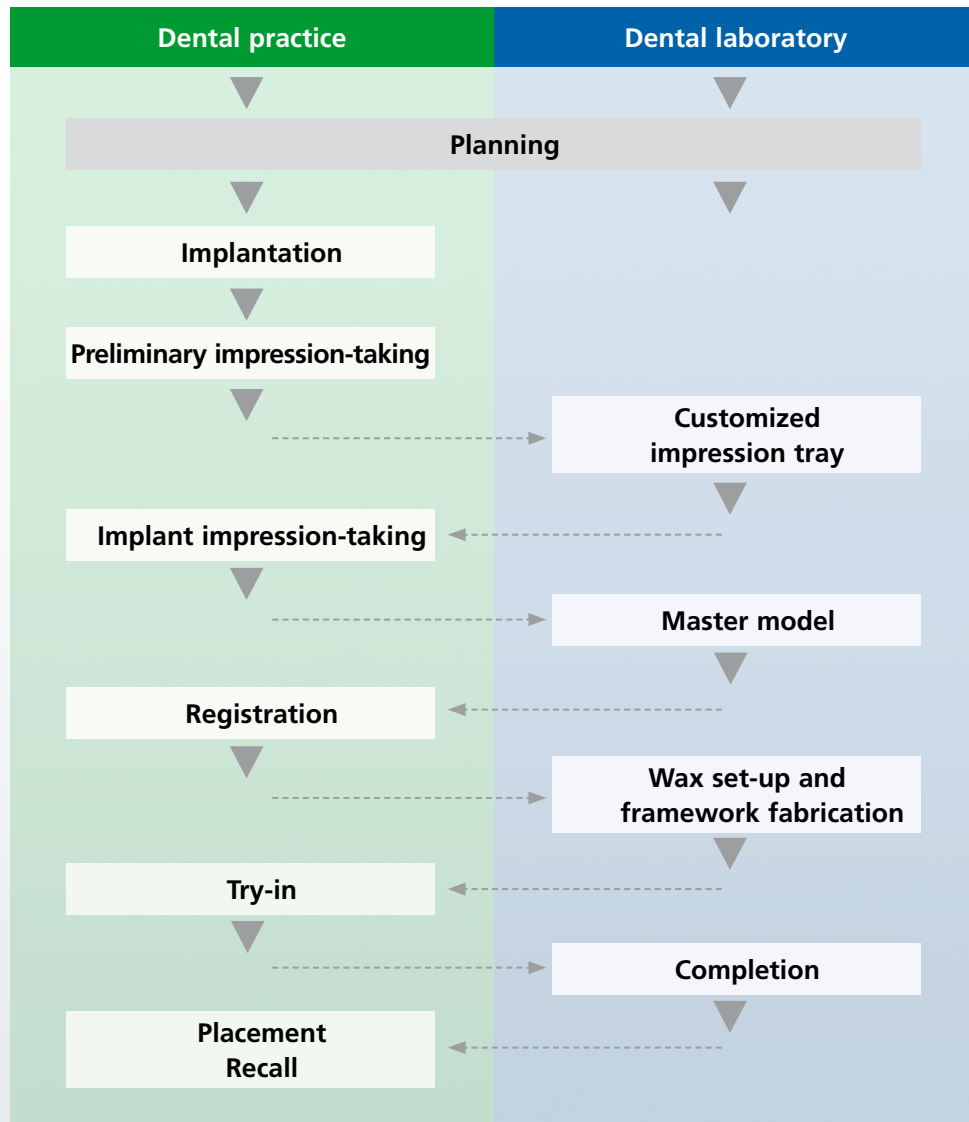 Dental practice
Dental laboratory
Planning
Implantation
Preliminary impression-taking
Customized
impression tray
Implant impression-taking
Master model
Registration
Wax set-up and
framework fabrication
Try-in
Completion
Placement
Recall